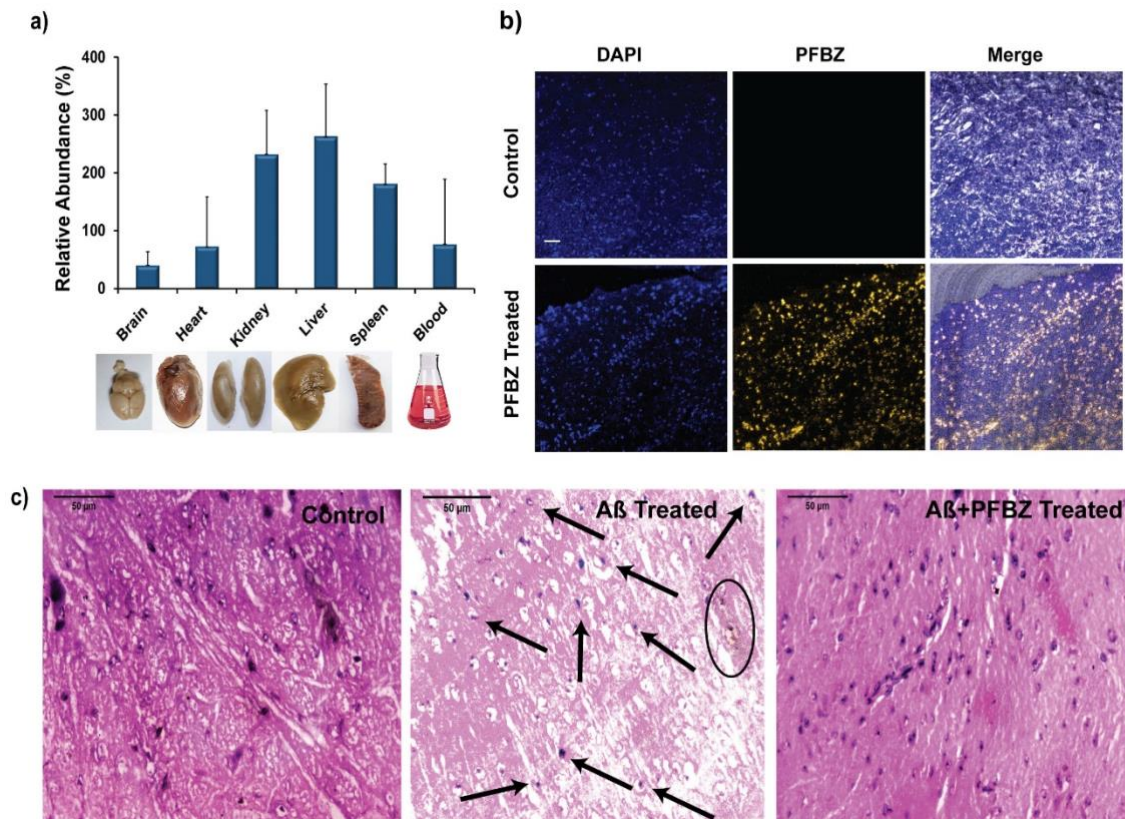 a)
Relative Abundance (%)
400
300
200
100
0
Brain
Heart
Kidney
Liver
Spleen
Blood
b)
DAPI
PFBZ
Merge
Control
PFBZ Treated
c)
50 µm
Control
50 µm
Aß Treated
50 µm
Aß+PFBZ Treated